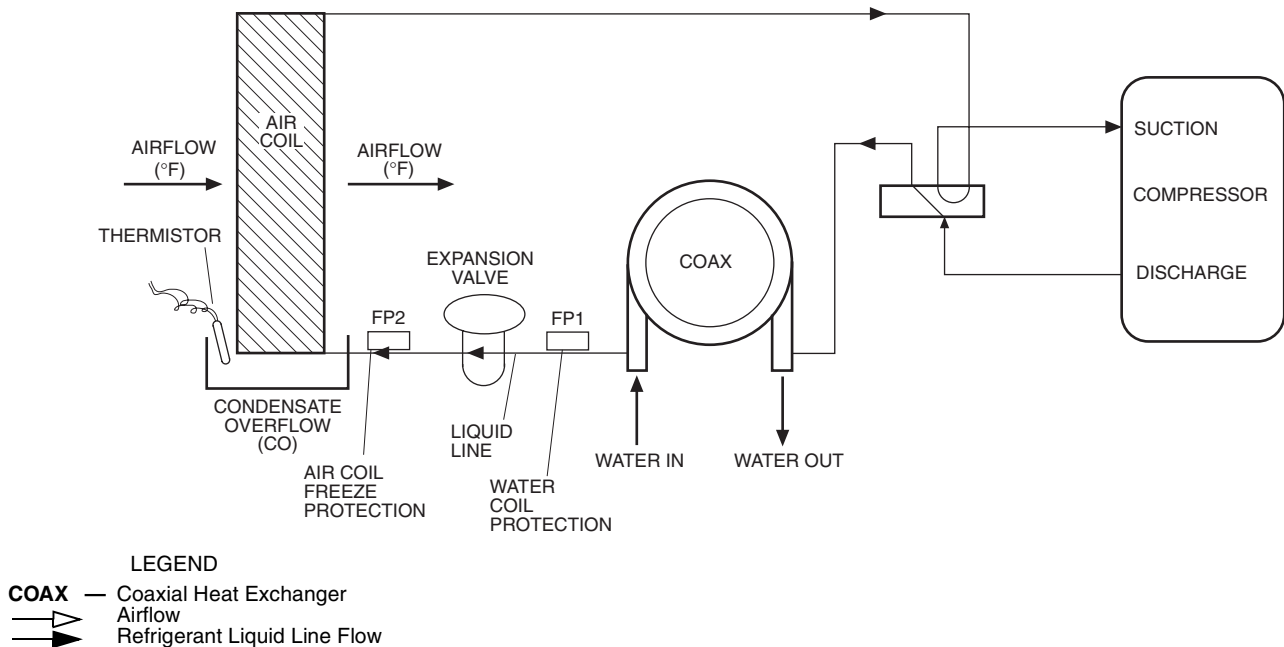 AIR
COIL
AIRFLOW
(°F)
AIRFLOW
(°F)
THERMISTOR
CONDENSATE
OVERFLOW
(CO)
FP2
AIR COIL
FREEZE
PROTECTION
EXPANSION
VALVE
LIQUID
LINE
FP1
WATER
COIL
PROTECTION
COAX
WATER IN
WATER OUT
SUCTION
COMPRESSOR
DISCHARGE
LEGEND
COAX — Coaxial Heat Exchanger
Airflow
Refrigerant Liquid Line Flow